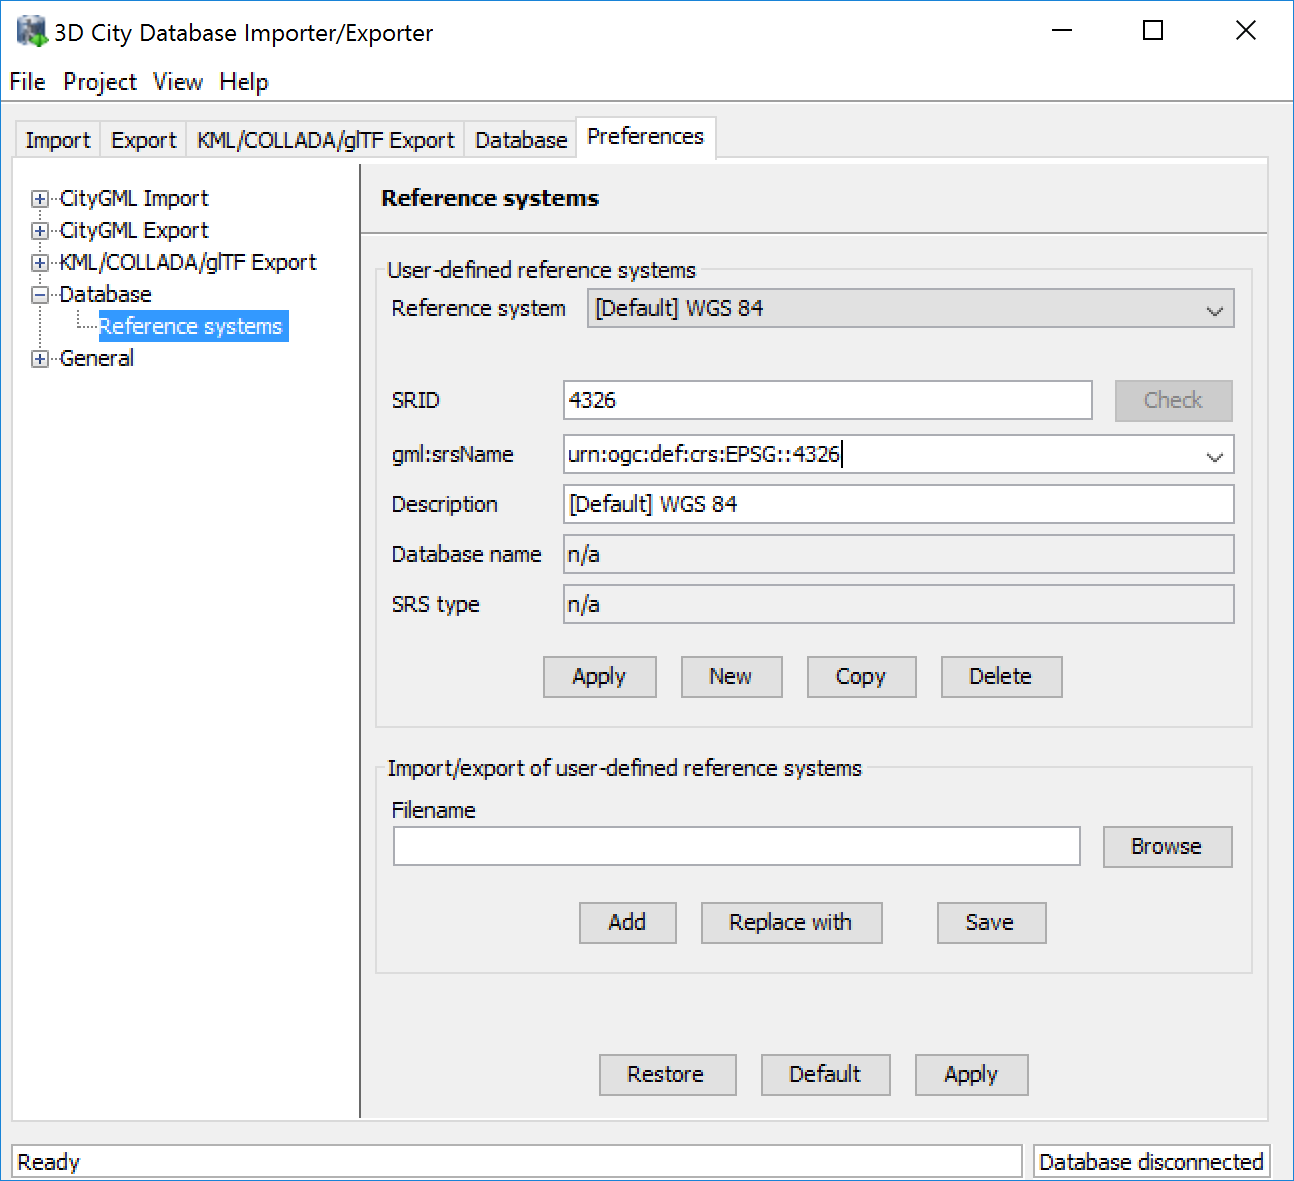 3D City Database Importer/Exporter
File Project View Help
Import Export KML/COLLADA/glTF Export Database Preferences
CityGML Import
CityGML Export
KML/COLLADA/glTF Export
Database
Reference systems
General
Reference systems
User-defined reference systems
Reference system [Default] WGS 84
SRID 4326 Check
gml:srsName urn:ogc:def:crs:EPSG::4326
Description [Default] WGS 84
Database name n/a
SRS type n/a
Apply New Copy Delete
Import/export of user-defined reference systems
Filename
Browse
Add Replace with Save
Restore Default Apply
Ready Database disconnected